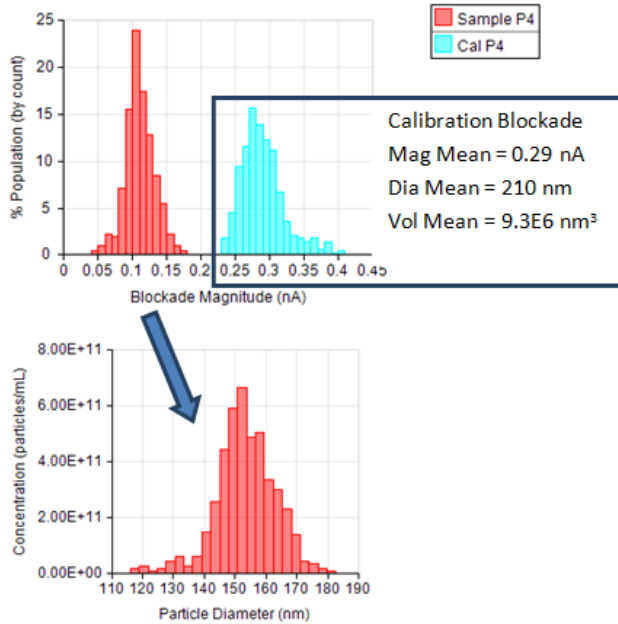 Sample P4
Cal P4
% Population (by count)
25
20
15
10
5
0
0 0.05 0.1 0.15 0.2 0.25 0.3 0.35 0.4 0.45
Blockade Magnitude (nA)
Calibration Blockade
Mag Mean = 0.29 nA
Dia Mean = 210 nm
Vol Mean = 9.3E6 nm³
Concentration (particles/mL)
8.00E+11
6.00E+11
4.00E+11
2.00E+11
0.00E+00
110 120 130 140 150 160 170 180 190
Particle Diameter (nm)